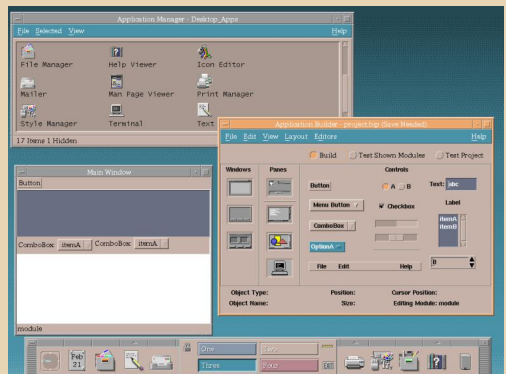 Application Manager - Desktop_Apps
File Selected View Help
File Manager Help Viewer Icon Editor
Mailer Man Page Viewer Print Manager
Style Manager Terminal Text
17 Items 1 Hidden
Application Builder - project.bip (Save Needed)
File Edit View Layout Editors Help
Build Test Shown Modules Test Project
Windows Panes Controls
Button A B Text: abc
Menu Button Checkbox Label
ComboBox itemA
itemB
OptionA
File Edit Help B
Object Type: Position: Cursor Position:
Object Name: Size: Editing Module: module
Main Window
Button
ComboBox: itemA ComboBox: itemA
module
Feb
21
One Two
Three Four